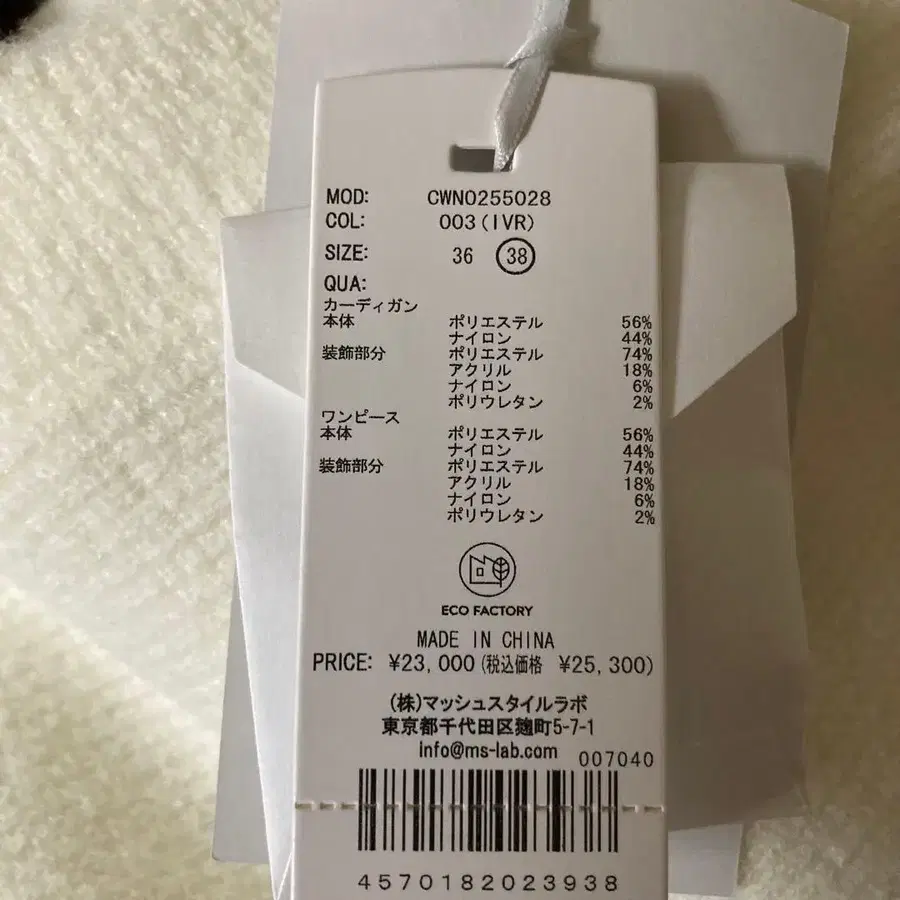 MOD: CWN0255028
COL: 003(IVR)
SIZE: 36 38
QUA:
カーディガン
本体 ポリエステル 56%
ナイロン 44%
装飾部分 ポリエステル 74%
アクリル 18%
ナイロン 6%
ポリウレタン 2%
ワンピース
本体 ポリエステル 56%
ナイロン 44%
装飾部分 ポリエステル 74%
アクリル 18%
ナイロン 6%
ポリウレタン 2%
ECO FACTORY
MADE IN CHINA
PRICE: ¥23,000(税込価格 ¥25,300)
(株)マッシュスタイルラボ
東京都千代田区麹町5-7-1
info@ms-lab.com
007040
4570182023938